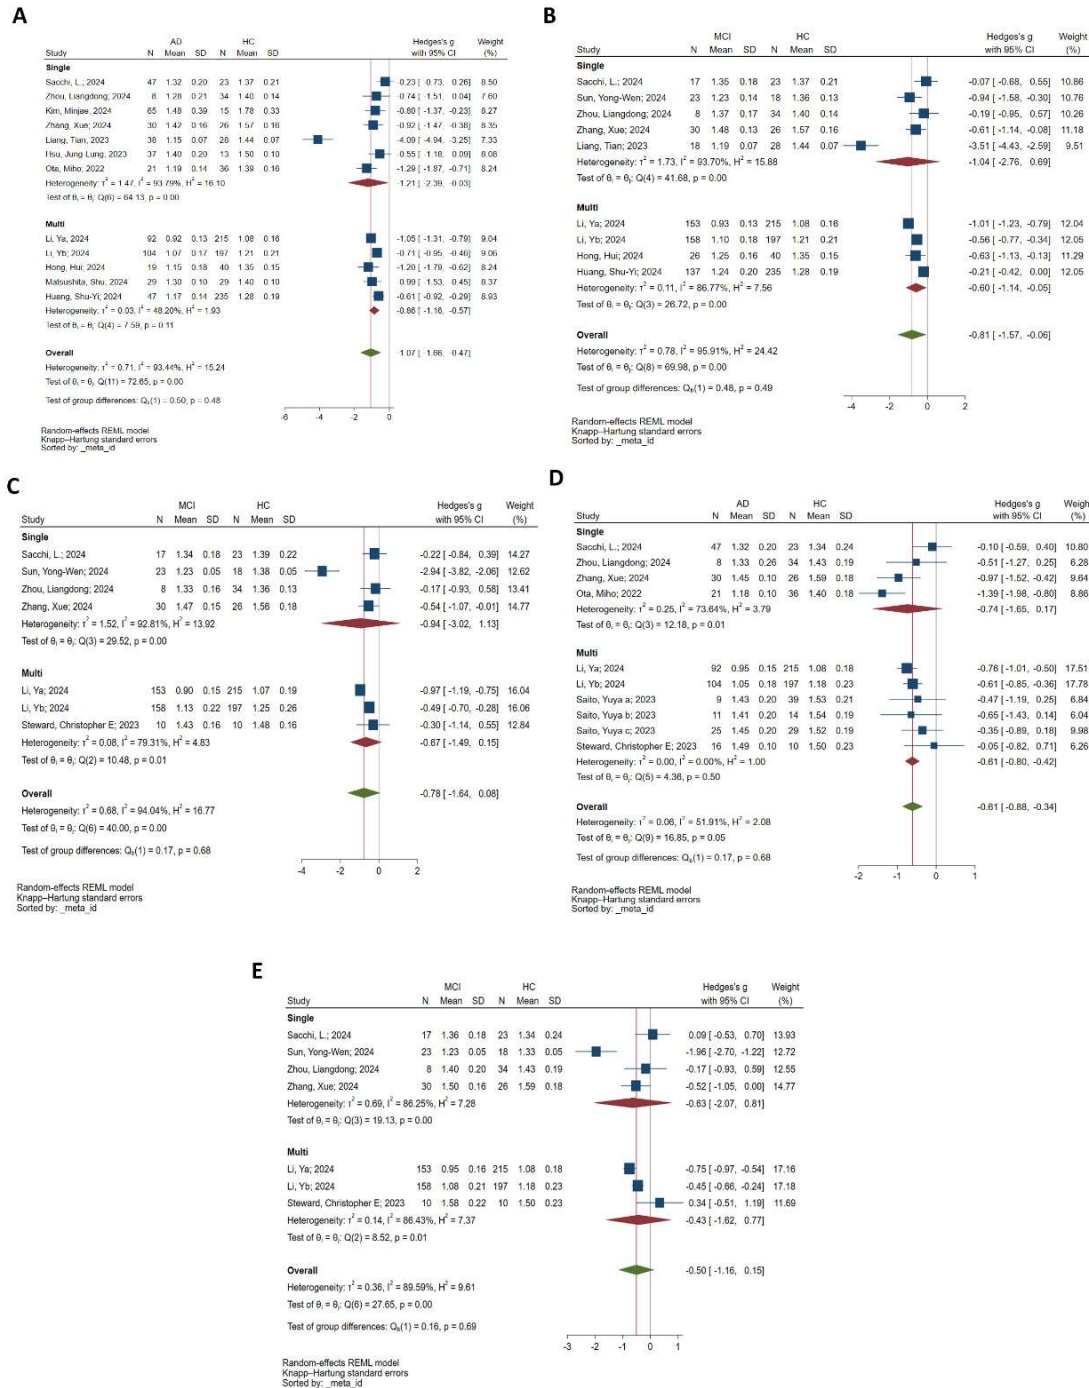 A
AD HC Hedges's g Weight
Study N Mean SD N Mean SD with 95% CI (%)
Single
Sacchi, L.; 2024 47 1.32 0.20 23 1.37 0.21 -0.23 [ 0.73, 0.26] 8.50
Zhou, Liangdong; 2024 8 1.28 0.21 34 1.40 0.14 -0.74 [ 1.51, 0.04] 7.60
Kim, Minjae, 2024 65 1.48 0.39 15 1.78 0.33 -0.80 [ -1.37, -0.23] 8.27
Zhang, Xue; 2024 30 1.42 0.16 26 1.57 0.16 -0.92 [ -1.47, -0.38] 8.35
Liang, Tian, 2023 38 1.15 0.07 28 1.44 0.07 -4.09 [ -4.94, -3.25] 7.33
Hsu, Jung-Lung, 2023 37 1.40 0.20 13 1.50 0.10 -0.55 [ 1.18, 0.09] 8.08
Ota, Miho; 2022 21 1.19 0.14 36 1.39 0.16 -1.29 [ -1.87, -0.71] 8.24
Heterogeneity: τ² = 1.47, I² = 93.79%, H² = 16.10 -1.21 [ -2.39, -0.03]
Test of θᵢ = θⱼ: Q(6) = 64.13, p = 0.00
Multi
Li, Ya; 2024 92 0.92 0.13 215 1.08 0.16 -1.05 [ -1.31, -0.79] 9.04
Li, Yb; 2024 104 1.07 0.17 197 1.21 0.21 -0.71 [ -0.95, -0.46] 9.06
Hong, Hui; 2024 19 1.15 0.18 40 1.35 0.15 -1.20 [ -1.79, -0.62] 8.24
Matsushita, Shu, 2024 29 1.30 0.10 29 1.40 0.10 0.99 [ -1.53, -0.45] 8.37
Huang, Shu-Yi; 2024 47 1.17 0.14 235 1.28 0.19 -0.61 [ -0.92, -0.29] 8.93
Heterogeneity: τ² = 0.03, I² = 48.20%, H² = 1.93 -0.86 [ -1.16, -0.57]
Test of θᵢ = θⱼ: Q(4) = 7.59, p = 0.11
Overall -1.07 [ -1.66, -0.47]
Heterogeneity: τ² = 0.71, I² = 93.44%, H² = 15.24
Test of θᵢ = θⱼ: Q(11) = 72.65, p = 0.00
Test of group differences: Qb(1) = 0.50, p = 0.48
-6 -4 -2 0
Random-effects REML model
Knapp–Hartung standard errors
Sorted by: _meta_id
B
MCI HC Hedges's g Weight
Study N Mean SD N Mean SD with 95% CI (%)
Single
Sacchi, L.; 2024 17 1.35 0.18 23 1.37 0.21 -0.07 [ -0.68, 0.55] 10.86
Sun, Yong-Wen; 2024 23 1.23 0.14 18 1.36 0.13 -0.94 [ -1.58, -0.30] 10.76
Zhou, Liangdong; 2024 8 1.37 0.17 34 1.40 0.14 -0.19 [ -0.95, 0.57] 10.26
Zhang, Xue; 2024 30 1.48 0.13 26 1.57 0.16 -0.61 [ -1.14, -0.08] 11.18
Liang, Tian; 2023 18 1.19 0.07 28 1.44 0.07 -3.51 [ -4.43, -2.59] 9.51
Heterogeneity: τ² = 1.73, I² = 93.70%, H² = 15.88 -1.04 [ -2.76, 0.69]
Test of θᵢ = θⱼ: Q(4) = 41.68, p = 0.00
Multi
Li, Ya; 2024 153 0.93 0.13 215 1.08 0.16 -1.01 [ -1.23, -0.79] 12.04
Li, Yb; 2024 158 1.10 0.18 197 1.21 0.21 -0.56 [ -0.77, -0.34] 12.05
Hong, Hui; 2024 26 1.25 0.16 40 1.35 0.15 -0.63 [ -1.13, -0.13] 11.29
Huang, Shu-Yi; 2024 137 1.24 0.20 235 1.28 0.19 -0.21 [ -0.42, 0.00] 12.05
Heterogeneity: τ² = 0.11, I² = 86.77%, H² = 7.56 -0.60 [ -1.14, -0.05]
Test of θᵢ = θⱼ: Q(3) = 26.72, p = 0.00
Overall -0.81 [ -1.57, -0.06]
Heterogeneity: τ² = 0.78, I² = 95.91%, H² = 24.42
Test of θᵢ = θⱼ: Q(8) = 69.98, p = 0.00
Test of group differences: Qb(1) = 0.48, p = 0.49
-4 -2 0 2
Random-effects REML model
Knapp–Hartung standard errors
Sorted by: _meta_id
C
MCI HC Hedges's g Weight
Study N Mean SD N Mean SD with 95% CI (%)
Single
Sacchi, L.; 2024 17 1.34 0.18 23 1.39 0.22 -0.22 [ -0.84, 0.39] 14.27
Sun, Yong-Wen; 2024 23 1.23 0.05 18 1.38 0.05 -2.94 [ -3.82, -2.06] 12.62
Zhou, Liangdong; 2024 8 1.33 0.16 34 1.36 0.13 -0.17 [ -0.93, 0.58] 13.41
Zhang, Xue; 2024 30 1.47 0.15 26 1.56 0.18 -0.54 [ -1.07, -0.01] 14.77
Heterogeneity: τ² = 1.52, I² = 92.81%, H² = 13.92 -0.94 [ -3.02, 1.13]
Test of θᵢ = θⱼ: Q(3) = 29.52, p = 0.00
Multi
Li, Ya; 2024 153 0.90 0.15 215 1.07 0.19 -0.97 [ -1.19, -0.75] 16.04
Li, Yb; 2024 158 1.13 0.22 197 1.25 0.26 -0.49 [ -0.70, -0.28] 16.06
Steward, Christopher E; 2023 10 1.43 0.16 10 1.48 0.16 -0.30 [ -1.14, 0.55] 12.84
Heterogeneity: τ² = 0.08, I² = 79.31%, H² = 4.83 -0.67 [ -1.49, 0.15]
Test of θᵢ = θⱼ: Q(2) = 10.48, p = 0.01
Overall -0.78 [ -1.64, 0.08]
Heterogeneity: τ² = 0.68, I² = 94.04%, H² = 16.77
Test of θᵢ = θⱼ: Q(6) = 40.00, p = 0.00
Test of group differences: Qb(1) = 0.17, p = 0.68
-4 -2 0 2
Random-effects REML model
Knapp–Hartung standard errors
Sorted by: _meta_id
D
AD HC Hedges's g Weight
Study N Mean SD N Mean SD with 95% CI (%)
Single
Sacchi, L.; 2024 47 1.32 0.20 23 1.34 0.24 -0.10 [ -0.59, 0.40] 10.80
Zhou, Liangdong; 2024 8 1.33 0.26 34 1.43 0.19 -0.51 [ -1.27, 0.25] 6.28
Zhang, Xue; 2024 30 1.45 0.10 26 1.59 0.18 -0.97 [ -1.52, -0.42] 9.64
Ota, Miho; 2022 21 1.18 0.10 36 1.40 0.18 -1.39 [ -1.98, -0.80] 8.86
Heterogeneity: τ² = 0.25, I² = 73.64%, H² = 3.79 -0.74 [ -1.65, 0.17]
Test of θᵢ = θⱼ: Q(3) = 12.18, p = 0.01
Multi
Li, Ya; 2024 92 0.95 0.15 215 1.08 0.18 -0.76 [ -1.01, -0.50] 17.51
Li, Yb; 2024 104 1.05 0.18 197 1.18 0.23 -0.61 [ -0.85, -0.36] 17.78
Saito, Yuya a; 2023 9 1.43 0.20 39 1.53 0.21 -0.47 [ -1.19, 0.25] 6.84
Saito, Yuya b; 2023 11 1.41 0.20 14 1.54 0.19 -0.65 [ -1.43, 0.14] 6.04
Saito, Yuya c; 2023 25 1.45 0.20 29 1.52 0.19 -0.35 [ -0.89, 0.18] 9.98
Steward, Christopher E; 2023 16 1.49 0.10 10 1.50 0.23 -0.05 [ -0.82, 0.71] 6.26
Heterogeneity: τ² = 0.00, I² = 0.00%, H² = 1.00 -0.61 [ -0.80, -0.42]
Test of θᵢ = θⱼ: Q(5) = 4.36, p = 0.50
Overall -0.61 [ -0.88, -0.34]
Heterogeneity: τ² = 0.06, I² = 51.91%, H² = 2.08
Test of θᵢ = θⱼ: Q(9) = 16.85, p = 0.05
Test of group differences: Qb(1) = 0.17, p = 0.68
-2 -1 0 1
Random-effects REML model
Knapp–Hartung standard errors
Sorted by: _meta_id
E
MCI HC Hedges's g Weight
Study N Mean SD N Mean SD with 95% CI (%)
Single
Sacchi, L.; 2024 17 1.36 0.18 23 1.34 0.24 0.09 [ -0.53, 0.70] 13.93
Sun, Yong-Wen; 2024 23 1.23 0.05 18 1.33 0.05 -1.96 [ -2.70, -1.22] 12.72
Zhou, Liangdong; 2024 8 1.40 0.20 34 1.43 0.19 -0.17 [ -0.93, 0.59] 12.55
Zhang, Xue; 2024 30 1.50 0.16 26 1.59 0.18 -0.52 [ -1.05, 0.00] 14.77
Heterogeneity: τ² = 0.69, I² = 86.25%, H² = 7.28 -0.63 [ -2.07, 0.81]
Test of θᵢ = θⱼ: Q(3) = 19.13, p = 0.00
Multi
Li, Ya; 2024 153 0.95 0.16 215 1.08 0.18 -0.75 [ -0.97, -0.54] 17.16
Li, Yb; 2024 158 1.08 0.21 197 1.18 0.23 -0.45 [ -0.66, -0.24] 17.18
Steward, Christopher E; 2023 10 1.58 0.22 10 1.50 0.23 0.34 [ -0.51, 1.19] 11.69
Heterogeneity: τ² = 0.14, I² = 86.43%, H² = 7.37 -0.43 [ -1.62, 0.77]
Test of θᵢ = θⱼ: Q(2) = 8.52, p = 0.01
Overall -0.50 [ -1.16, 0.15]
Heterogeneity: τ² = 0.36, I² = 89.59%, H² = 9.61
Test of θᵢ = θⱼ: Q(6) = 27.65, p = 0.00
Test of group differences: Qb(1) = 0.16, p = 0.69
-3 -2 -1 0 1
Random-effects REML model
Knapp–Hartung standard errors
Sorted by: _meta_id